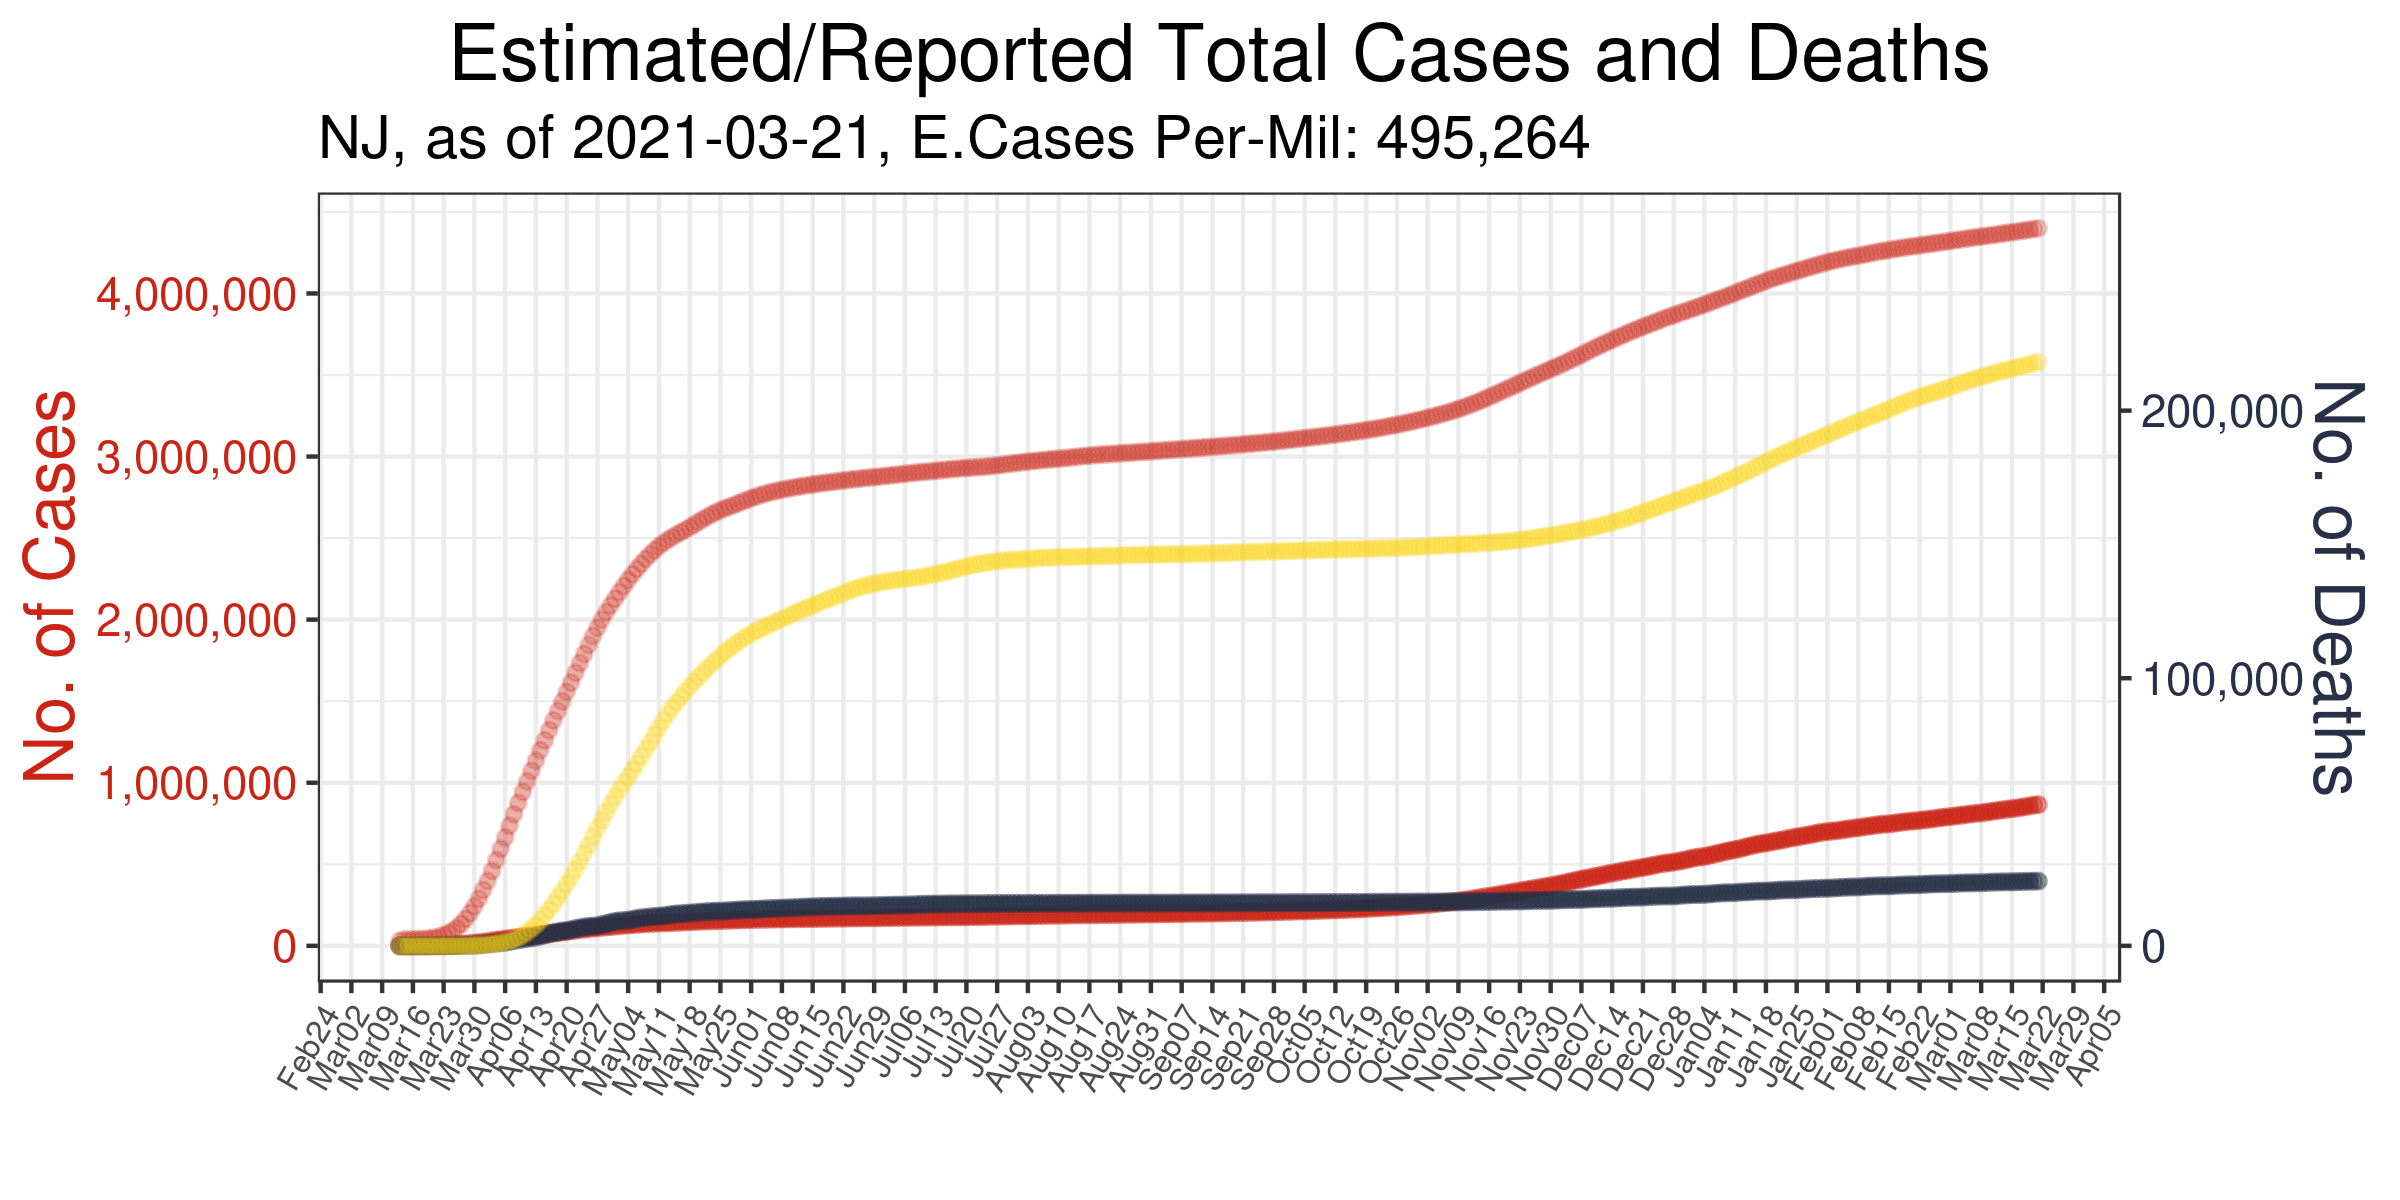 Estimated/Reported Total Cases and Deaths
NJ, as of 2021-03-21, E.Cases Per-Mil: 495,264
No. of Cases
4,000,000
3,000,000
2,000,000
1,000,000
0
200,000
100,000
0
No. of Deaths
Feb24
Mar02
Mar09
Mar16
Mar23
Mar30
Apr06
Apr13
Apr20
Apr27
May04
May11
May18
May25
Jun01
Jun08
Jun15
Jun22
Jun29
Jul06
Jul13
Jul20
Jul27
Aug03
Aug10
Aug17
Aug24
Aug31
Sep07
Sep14
Sep21
Sep28
Oct05
Oct12
Oct19
Oct26
Nov02
Nov09
Nov16
Nov23
Nov30
Dec07
Dec14
Dec21
Dec28
Dec04
Jan11
Jan18
Jan25
Feb01
Feb08
Feb15
Feb22
Mar01
Mar08
Mar15
Mar22
Mar29
Apr05